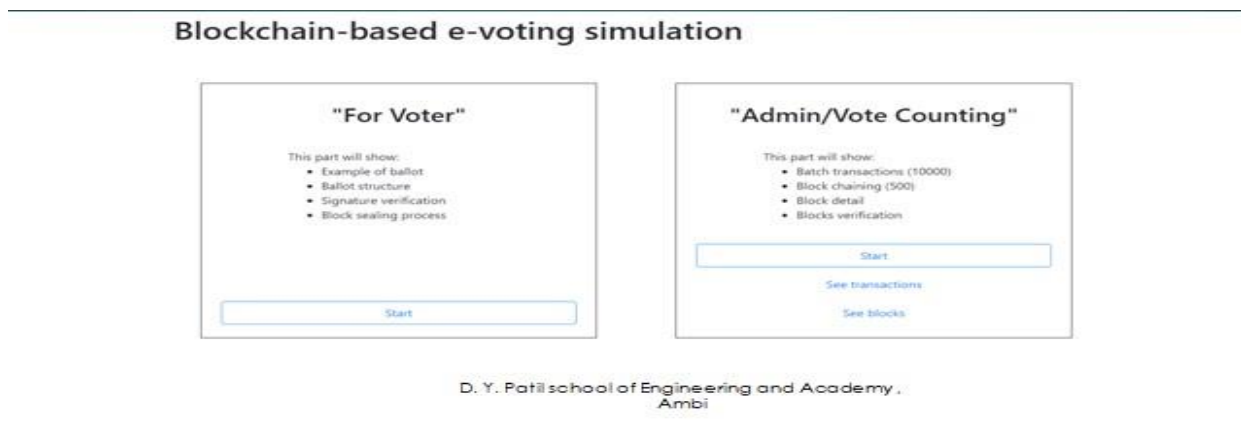 Blockchain-based e-voting simulation
"For Voter"
This part will show:
• Example of ballot
• Ballot structure
• Signature verification
• Block sealing process
Start
"Admin/Vote Counting"
This part will show:
• Batch transactions (10000)
• Block chaining (500)
• Block detail
• Blocks verification
Start
See transactions
See blocks
D. Y. Patil school of Engineering and Academy ,
Ambi